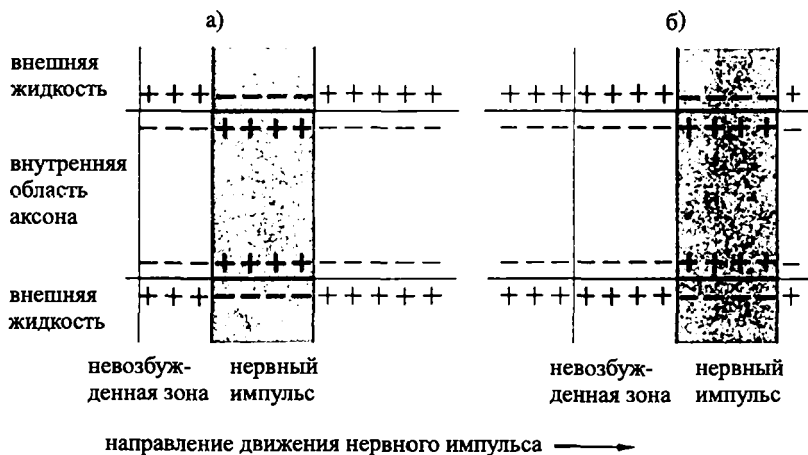 а)
б)
внешняя
жидкость
+ + +
– – – –
+ + + + +
+ + + + + + +
– – – –
+
– – –
+ + + +
– – – – –
– – – – – – –
+ + + +
–
внутренняя
область
аксона
– – –
+ + + +
– – – – –
– – – – – – –
+ + + +
–
внешняя
жидкость
+ + +
– – – –
+ + + + +
+ + + + + + +
– – – –
+
невозбуж-
денная зона
нервный
импульс
невозбуж-
денная зона
нервный
импульс
направление движения нервного импульса ⟶